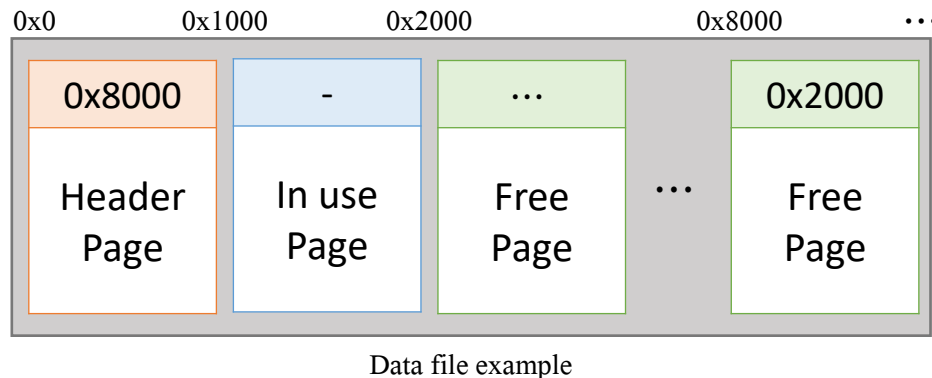 0x0 0x1000 0x2000 0x8000 ...
0x8000 - ... 0x2000
Header Page
In use Page
Free Page
...
Free Page
Data file example